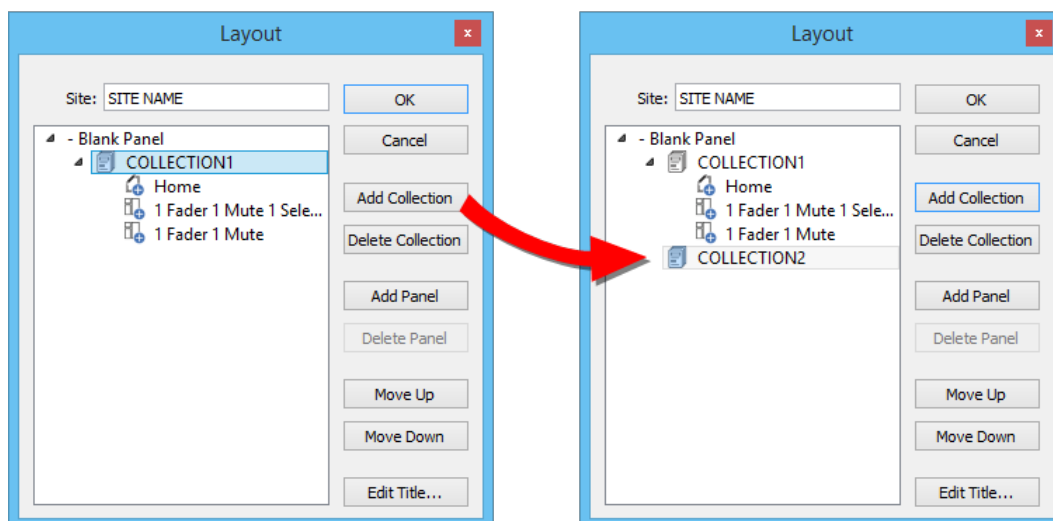 Layout
x
Site: SITE NAME
OK
- Blank Panel
Cancel
COLLECTION1
Home
Add Collection
1 Fader 1 Mute 1 Sele...
1 Fader 1 Mute
Delete Collection
Add Panel
Delete Panel
Move Up
Move Down
Edit Title...
Layout
x
Site: SITE NAME
OK
- Blank Panel
Cancel
COLLECTION1
Home
Add Collection
1 Fader 1 Mute 1 Sele...
1 Fader 1 Mute
Delete Collection
COLLECTION2
Add Panel
Delete Panel
Move Up
Move Down
Edit Title...